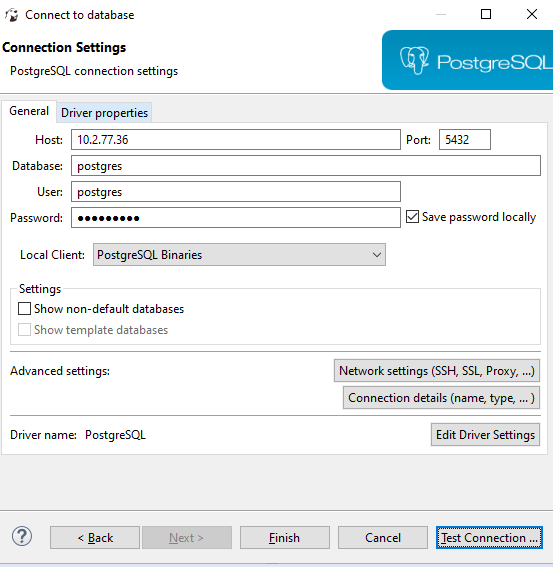 Connect to database
Connection Settings
PostgreSQL connection settings
PostgreSQL
General
Driver properties
Host: 10.2.77.36 Port: 5432
Database: postgres
User: postgres
Password: ●●●●●●●●● Save password locally
Local Client: PostgreSQL Binaries
Settings
Show non-default databases
Show template databases
Advanced settings: Network settings (SSH, SSL, Proxy, ...)
Connection details (name, type, ... )
Driver name: PostgreSQL Edit Driver Settings
? < Back Next > Finish Cancel Test Connection ...